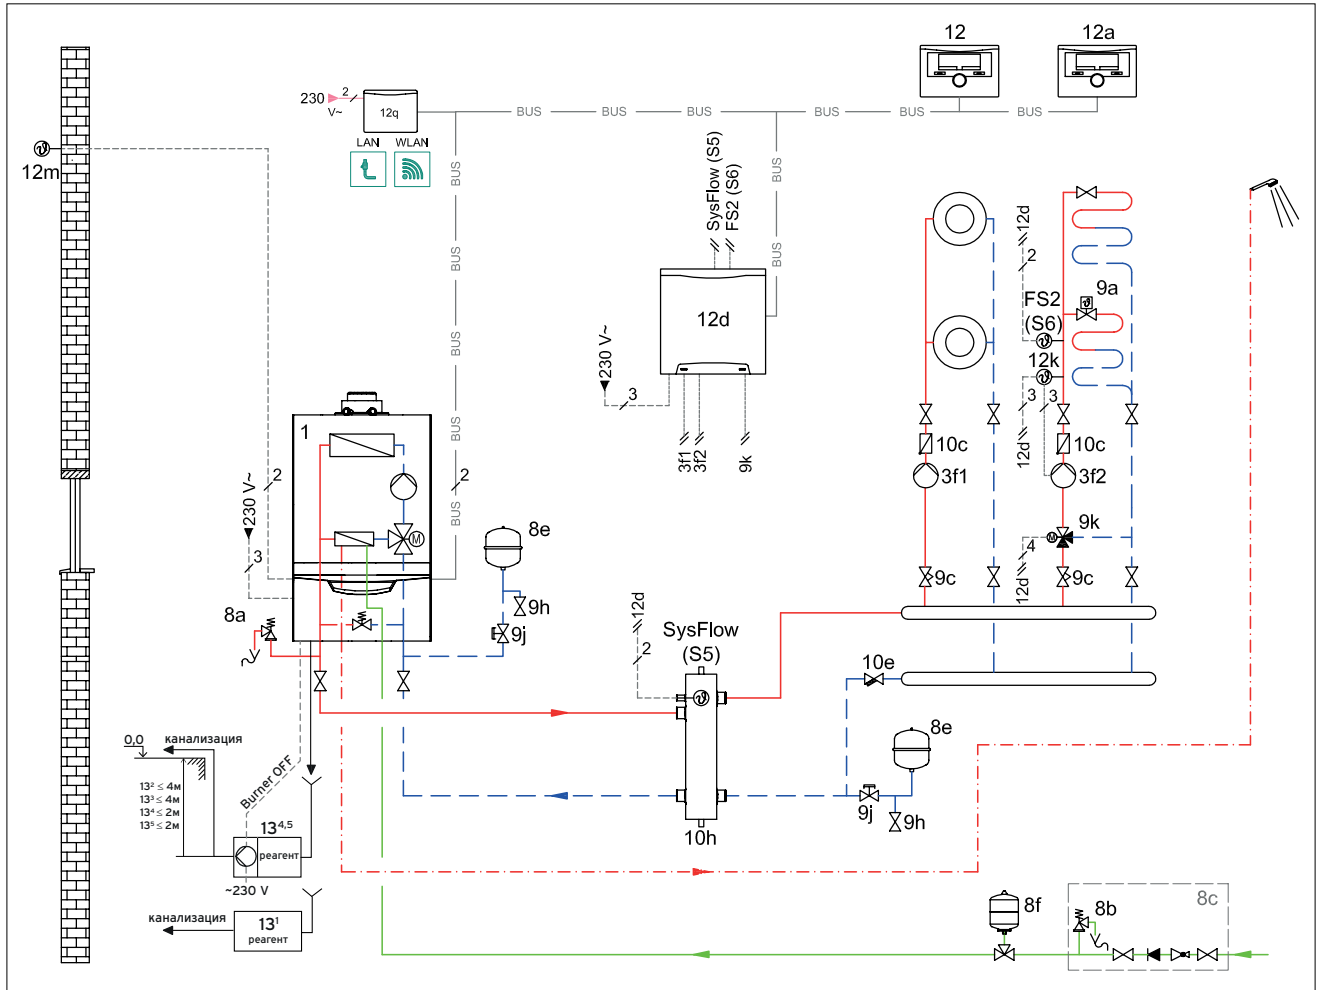 12
12a
230
V~
2
12q
LAN
WLAN
BUS
BUS
BUS
BUS
BUS
BUS
12m
BUS
BUS
BUS
BUS
BUS
SysFlow (S5)
FS2 (S6)
12d
230 V~
3
3f1
3f2
9k
12d
2
FS2
(S6)
9a
12k
3
3
12d
10c
10c
3f1
3f2
9k
4
12d
9c
9c
1
2
2
230 V~
3
8a
8e
9h
9j
12d
2
SysFlow
(S5)
10e
8e
9j
9h
10h
0,0
канализация
13² ≤ 4м
13³ ≤ 4м
13⁴ ≤ 2м
13⁵ ≤ 2м
Burner OFF
13⁴,⁵
реагент
~230 V
канализация
13¹
реагент
8f
8b
8c
M
M